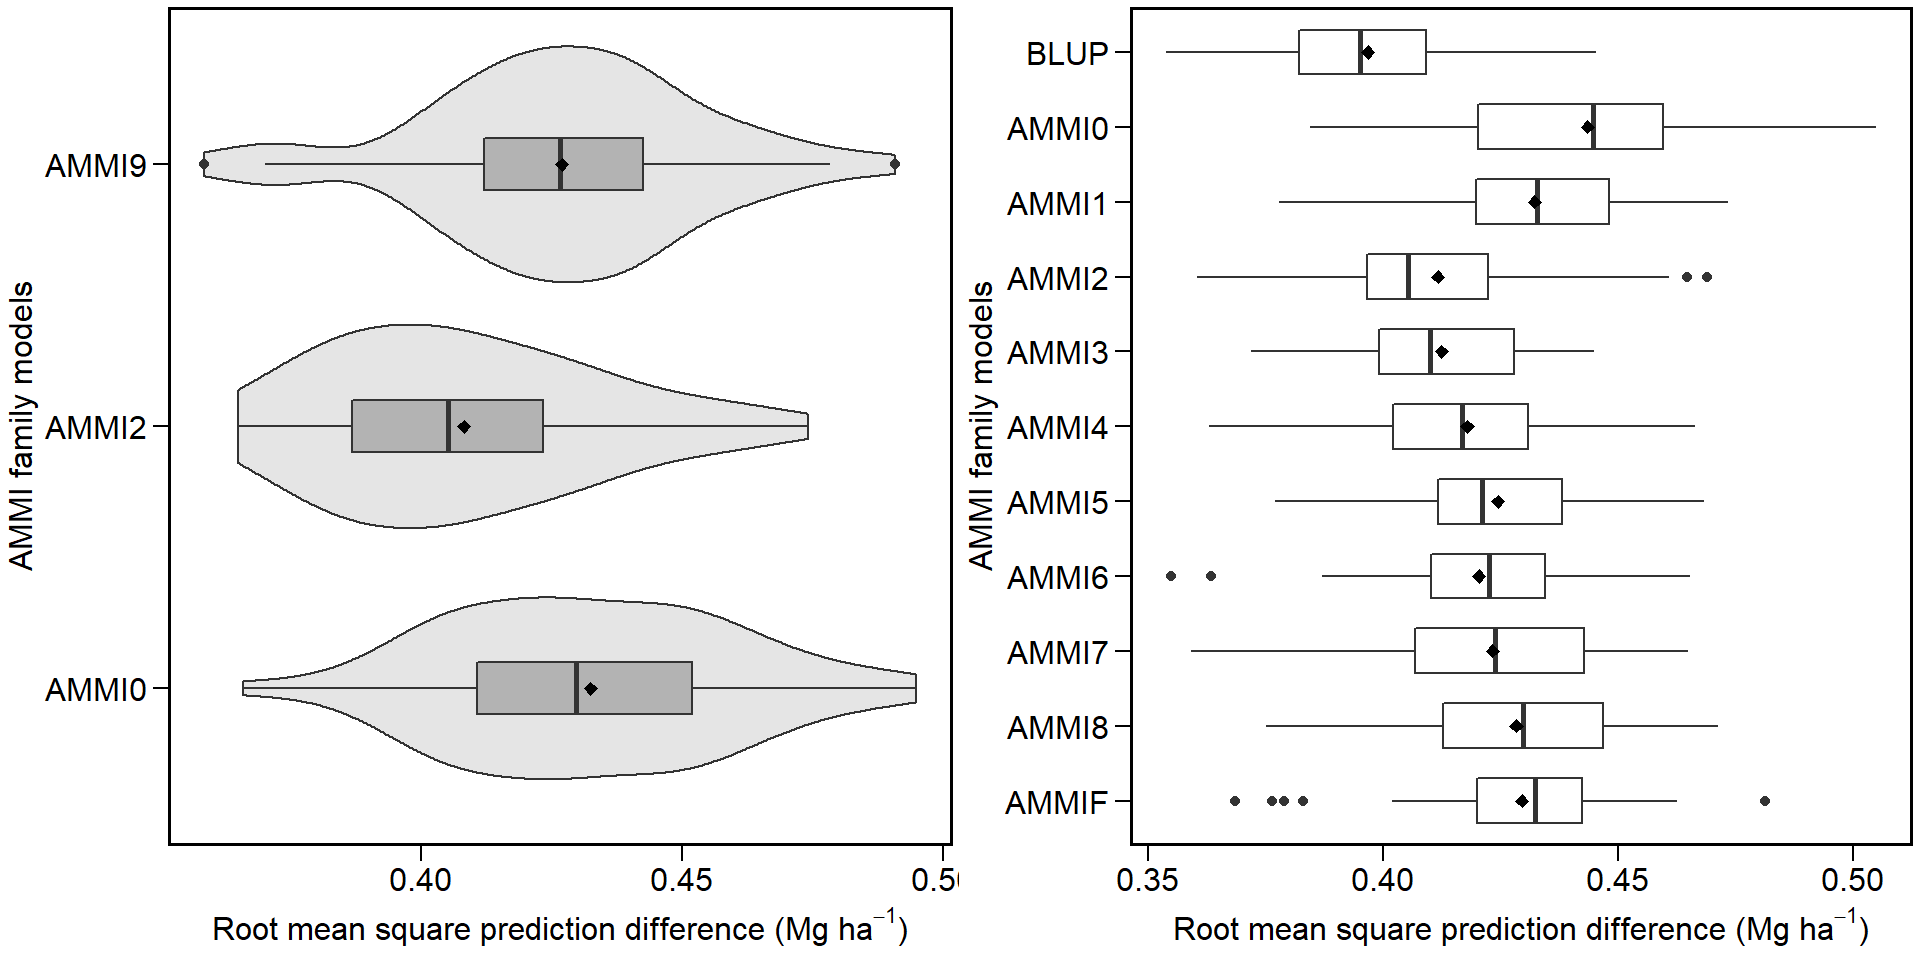 AMMI family models
AMMI9
AMMI2
AMMI0
0.40 0.45 0.5
Root mean square prediction difference (Mg ha⁻¹)
AMMI family models
BLUP
AMMI0
AMMI1
AMMI2
AMMI3
AMMI4
AMMI5
AMMI6
AMMI7
AMMI8
AMMIF
0.35 0.40 0.45 0.50
Root mean square prediction difference (Mg ha⁻¹)